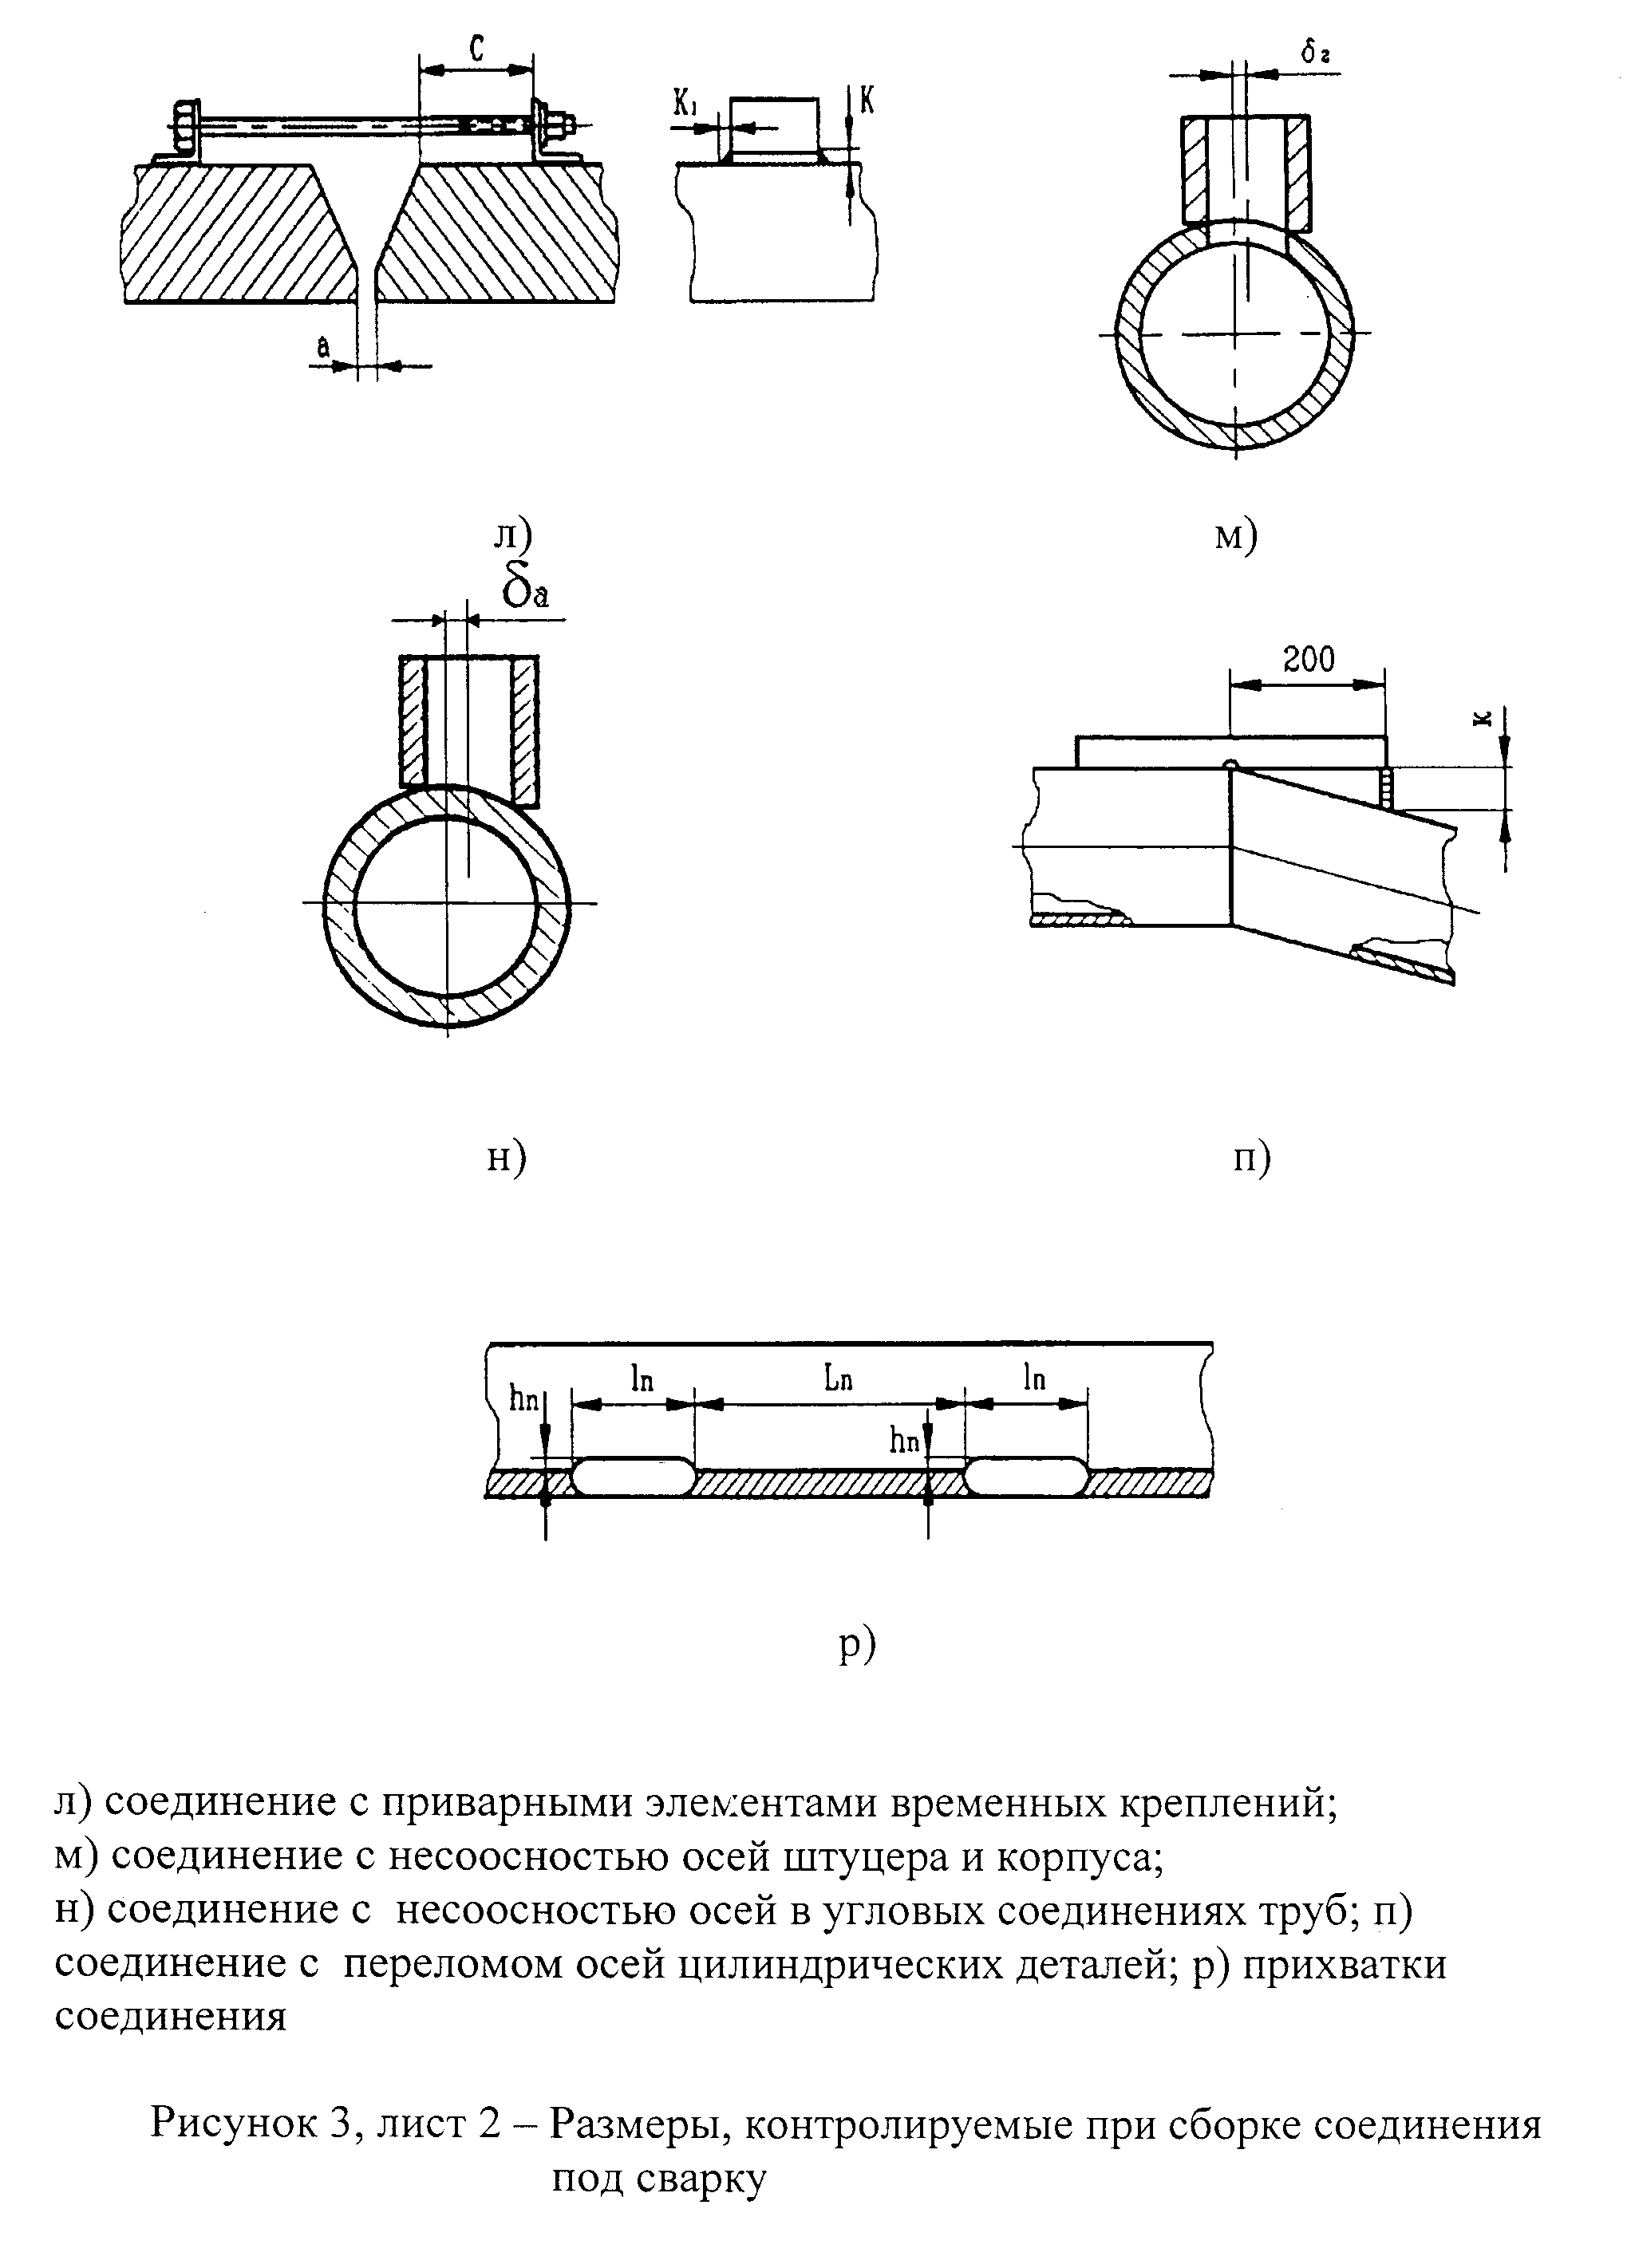 C
K₁ K
δг
а
л) м)
δа
200
к
н) п)
ln Ln ln
hn hn
р)
л) соединение с приварными элементами временных креплений;
м) соединение с несоосностью осей штуцера и корпуса;
н) соединение с несоосностью осей в угловых соединениях труб; п)
соединение с переломом осей цилиндрических деталей; р) прихватки
соединения
Рисунок 3, лист 2 – Размеры, контролируемые при сборке соединения
под сварку